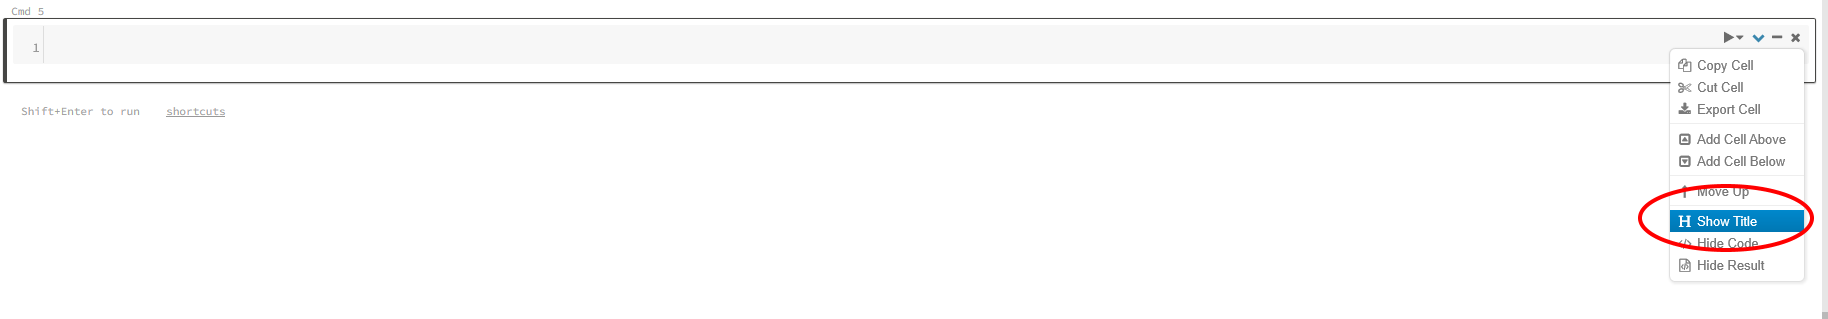 Cmd 5
1
Copy Cell
Cut Cell
Export Cell
Shift+Enter to run shortcuts
Add Cell Above
Add Cell Below
Move Up
H Show Title
Hide Code
Hide Result